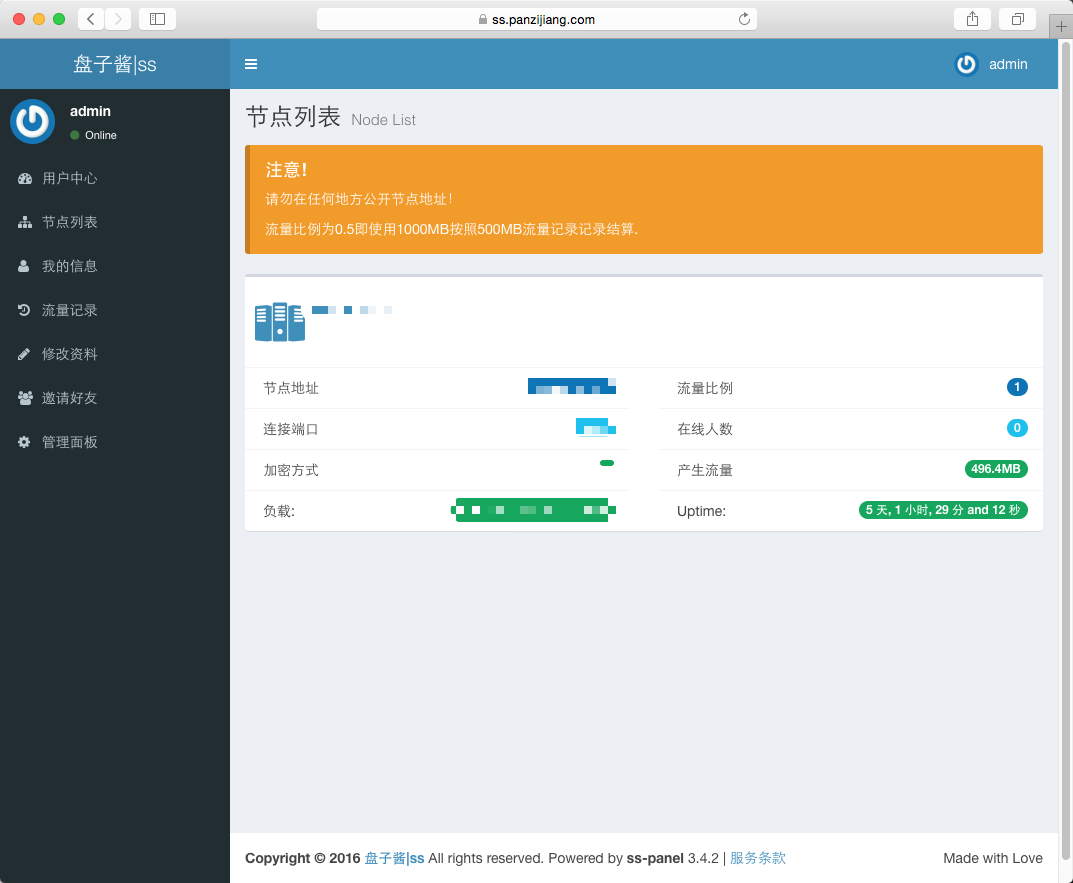 ss.panzijiang.com
盘子酱|ss
admin
admin
Online
用户中心
节点列表
我的信息
流量记录
修改资料
邀请好友
管理面板
节点列表 Node List
注意!
请勿在任何地方公开节点地址!
流量比例为0.5即使用1000MB按照500MB流量记录记录结算.
节点地址
流量比例 1
连接端口
在线人数 0
加密方式
产生流量 496.4MB
负载:
Uptime: 5 天, 1 小时, 29 分 and 12 秒
Copyright © 2016 盘子酱|ss All rights reserved. Powered by ss-panel 3.4.2 | 服务条款
Made with Love